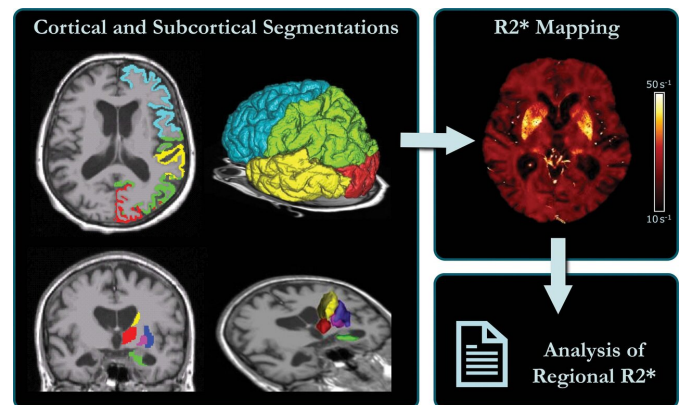 Cortical and Subcortical Segmentations
R2* Mapping
50 s⁻¹
10 s⁻¹
Analysis of
Regional R2*